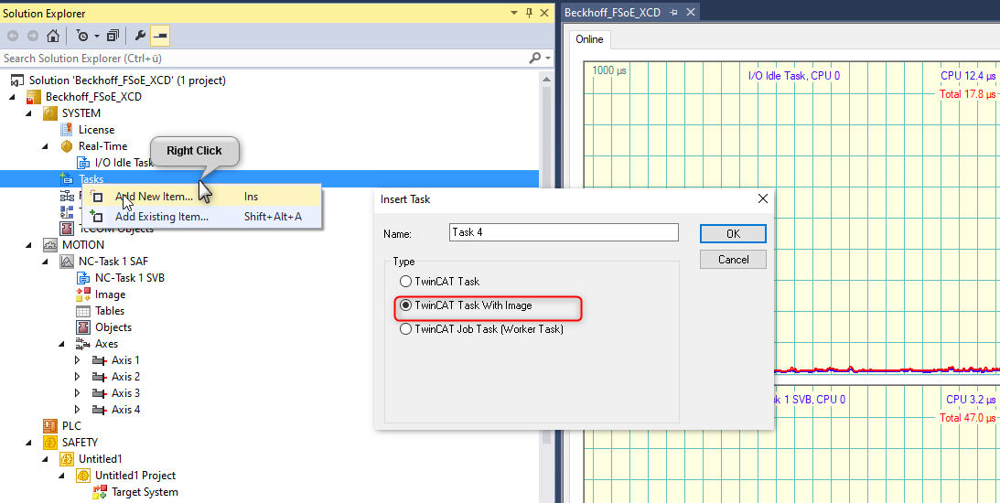 Solution Explorer
Search Solution Explorer (Ctrl+ü)
Solution 'Beckhoff_FSoE_XCD' (1 project)
Beckhoff_FSoE_XCD
SYSTEM
License
Real-Time
I/O Idle Task
Right Click
Tasks
Add New Item... Ins
Add Existing Item... Shift+Alt+A
TcCOM Objects
MOTION
NC-Task 1 SAF
NC-Task 1 SVB
Image
Tables
Objects
Axes
Axis 1
Axis 2
Axis 3
Axis 4
PLC
SAFETY
Untitled1
Untitled1 Project
Target System
Insert Task
Name: Task 4
OK
Cancel
Type
TwinCAT Task
TwinCAT Task With Image
TwinCAT Job Task (Worker Task)
Beckhoff_FSoE_XCD
Online
1000 µs I/O Idle Task, CPU 0 CPU 12.4 µs
Total 17.8 µs
1 SVB, CPU 0 CPU 3.2 µs
Total 47.0 µs